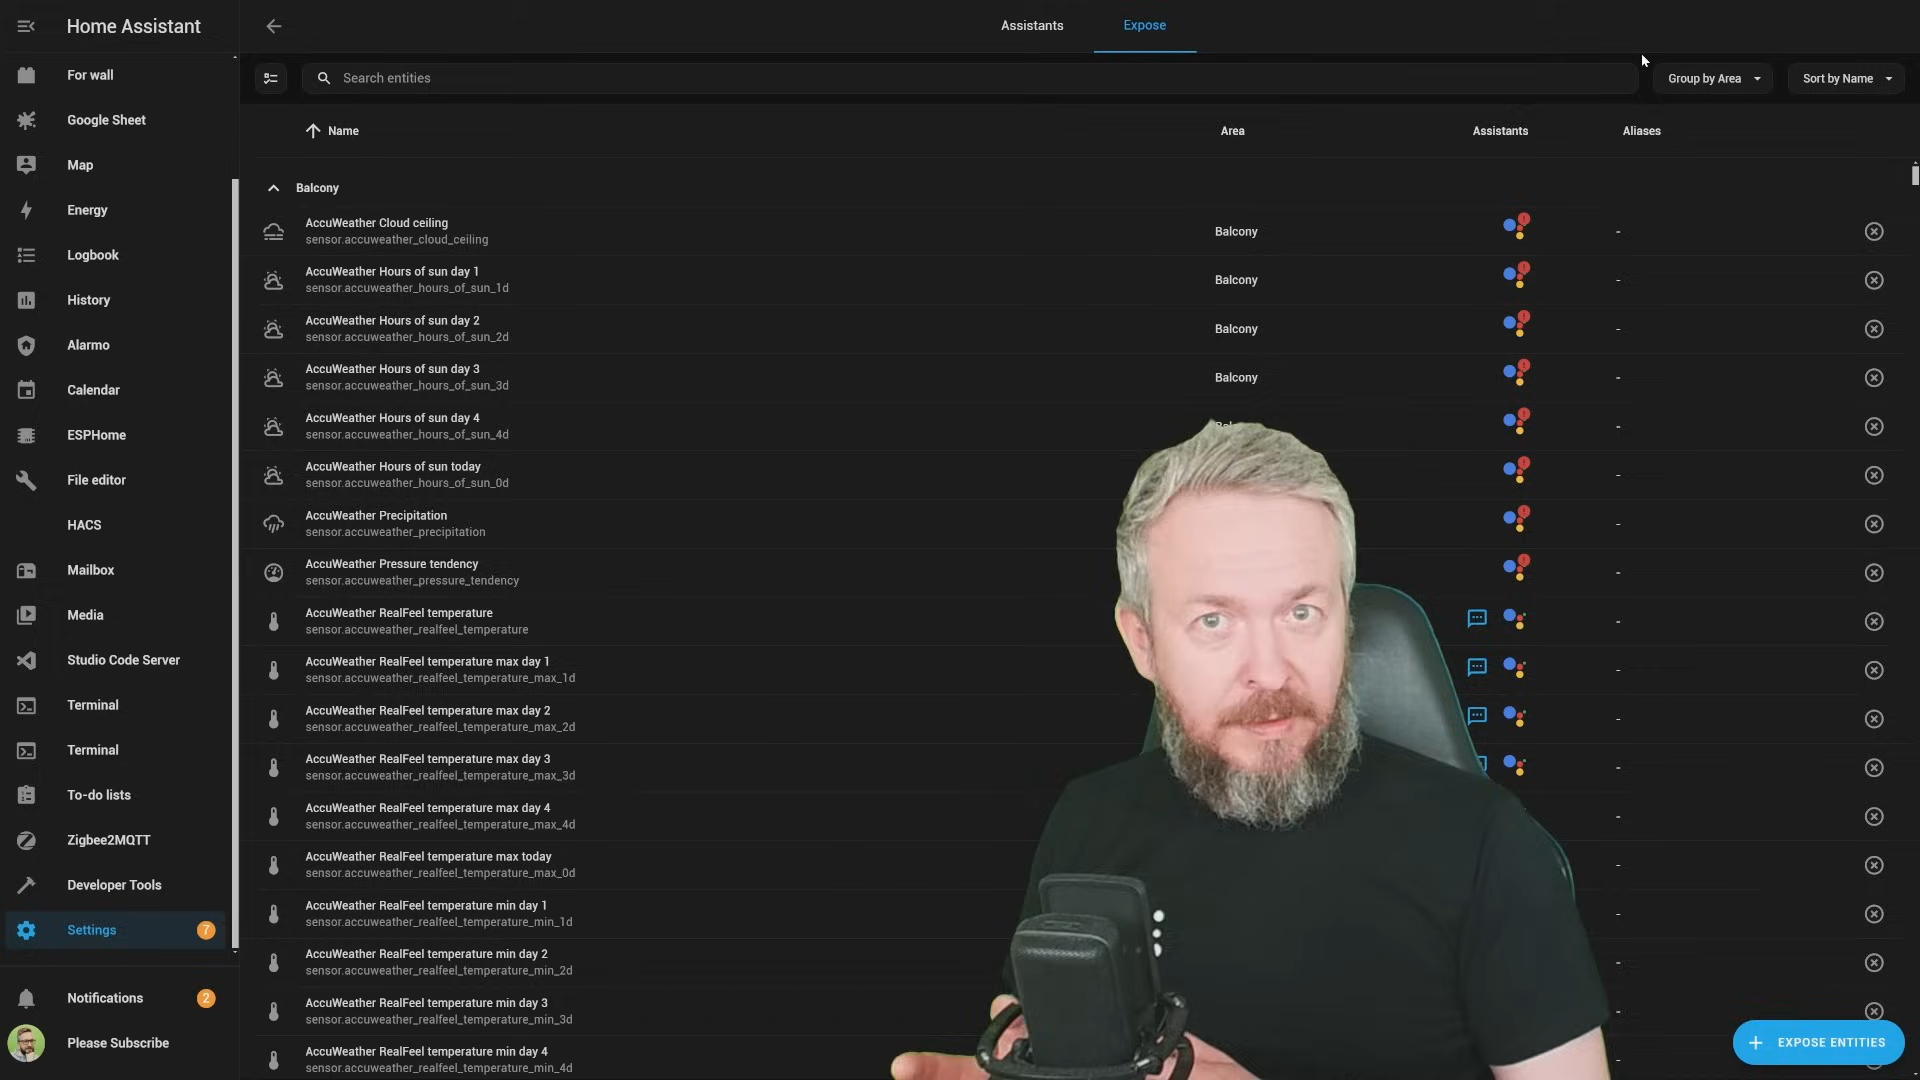 Home Assistant
For wall
Google Sheet
Map
Energy
Logbook
History
Alarmo
Calendar
ESPHome
File editor
HACS
Mailbox
Media
Studio Code Server
Terminal
Terminal
To-do lists
Zigbee2MQTT
Developer Tools
Settings 7
Notifications 2
Please Subscribe
Assistants Expose
Search entities Group by Area Sort by Name
Name Area Assistants Aliases
Balcony
AccuWeather Cloud ceiling
sensor.accuweather_cloud_ceiling Balcony -
AccuWeather Hours of sun day 1
sensor.accuweather_hours_of_sun_1d Balcony -
AccuWeather Hours of sun day 2
sensor.accuweather_hours_of_sun_2d Balcony -
AccuWeather Hours of sun day 3
sensor.accuweather_hours_of_sun_3d Balcony -
AccuWeather Hours of sun day 4
sensor.accuweather_hours_of_sun_4d -
AccuWeather Hours of sun today
sensor.accuweather_hours_of_sun_0d -
AccuWeather Precipitation
sensor.accuweather_precipitation -
AccuWeather Pressure tendency
sensor.accuweather_pressure_tendency -
AccuWeather RealFeel temperature
sensor.accuweather_realfeel_temperature -
AccuWeather RealFeel temperature max day 1
sensor.accuweather_realfeel_temperature_max_1d -
AccuWeather RealFeel temperature max day 2
sensor.accuweather_realfeel_temperature_max_2d -
AccuWeather RealFeel temperature max day 3
sensor.accuweather_realfeel_temperature_max_3d -
AccuWeather RealFeel temperature max day 4
sensor.accuweather_realfeel_temperature_max_4d -
AccuWeather RealFeel temperature max today
sensor.accuweather_realfeel_temperature_max_0d -
AccuWeather RealFeel temperature min day 1
sensor.accuweather_realfeel_temperature_min_1d -
AccuWeather RealFeel temperature min day 2
sensor.accuweather_realfeel_temperature_min_2d -
AccuWeather RealFeel temperature min day 3
sensor.accuweather_realfeel_temperature_min_3d -
AccuWeather RealFeel temperature min day 4
sensor.accuweather_realfeel_temperature_min_4d -
EXPOSE ENTITIES